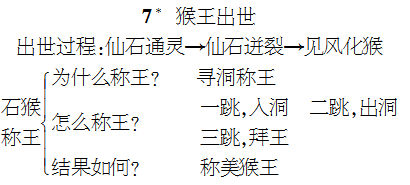 7* 猴王出世
出世过程:仙石通灵→仙石迸裂→见风化猴
石猴称王
为什么称王? 寻洞称王
怎么称王? 一跳,入洞 二跳,出洞
三跳,拜王
结果如何? 称美猴王